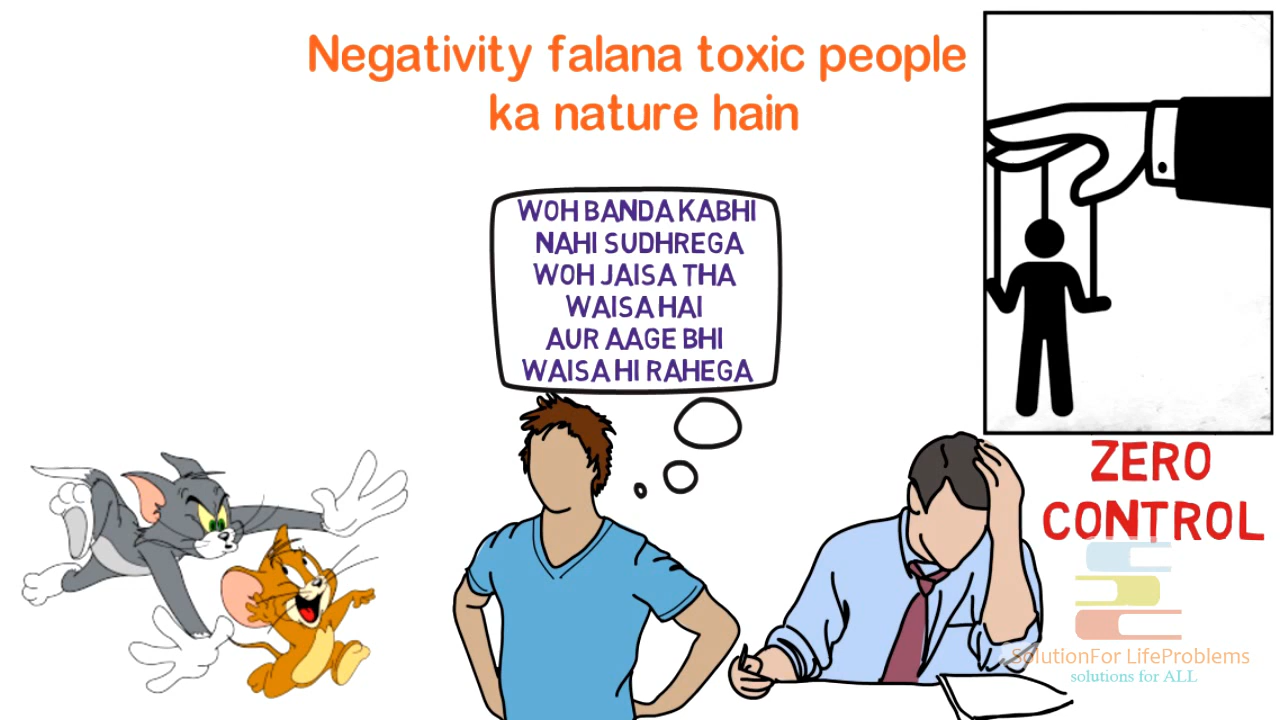 Negativity falana toxic people
ka nature hain
WOH BANDA KABHI
NAHI SUDHREGA
WOH JAISA THA
WAISA HAI
AUR AAGE BHI
WAISA HI RAHEGA
ZERO
CONTROL
SolutionFor LifeProblems
solutions for ALL